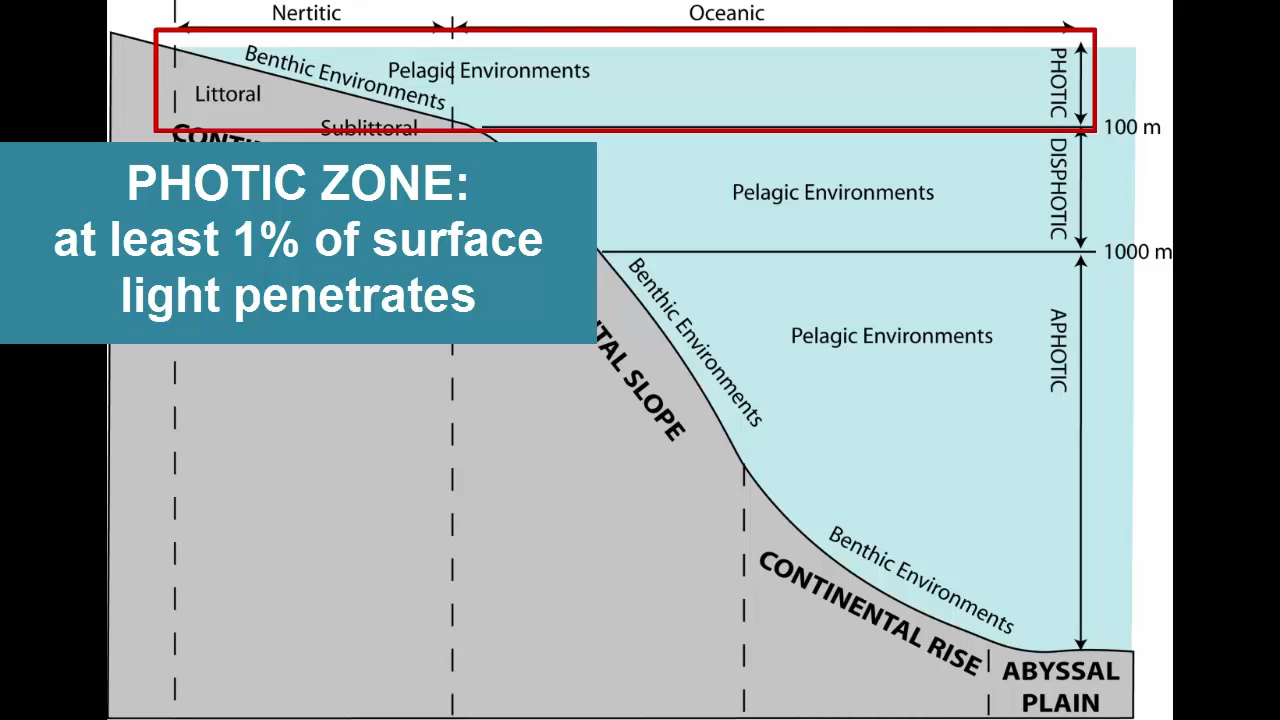 Nertitic
Oceanic
Benthic Environments
Pelagic Environments
PHOTIC
Littoral
Sublittoral
100 m
PHOTIC ZONE:
at least 1% of surface
light penetrates
DISPHOTIC
Pelagic Environments
1000 m
Benthic Environments
APHOTIC
Pelagic Environments
SLOPE
Benthic Environments
CONTINENTAL RISE
ABYSSAL
PLAIN